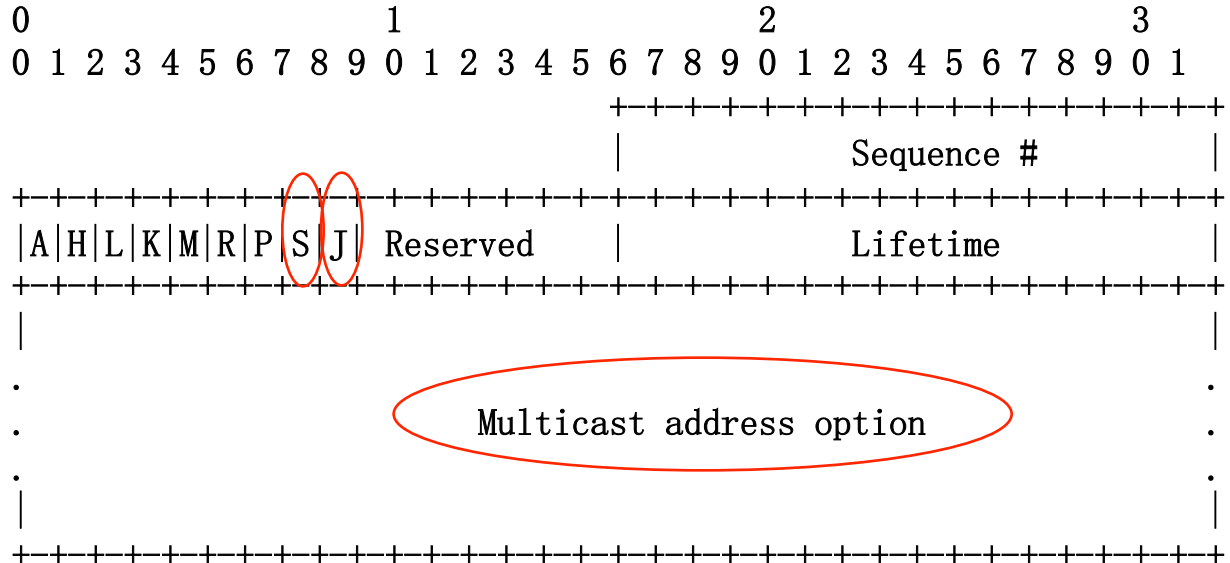 0                   1                   2                   3
0 1 2 3 4 5 6 7 8 9 0 1 2 3 4 5 6 7 8 9 0 1 2 3 4 5 6 7 8 9 0 1
                                +-+-+-+-+-+-+-+-+-+-+-+-+-+-+-+-+
                                |           Sequence #          |
+-+-+-+-+-+-+-+-+-+-+-+-+-+-+-+-+-+-+-+-+-+-+-+-+-+-+-+-+-+-+-+-+
|A|H|L|K|M|R|P|S|J| Reserved    |           Lifetime            |
+-+-+-+-+-+-+-+-+-+-+-+-+-+-+-+-+-+-+-+-+-+-+-+-+-+-+-+-+-+-+-+-+
|                                                               |
.                                                               .
.                        Multicast address option               .
.                                                               .
|                                                               |
+-+-+-+-+-+-+-+-+-+-+-+-+-+-+-+-+-+-+-+-+-+-+-+-+-+-+-+-+-+-+-+-+